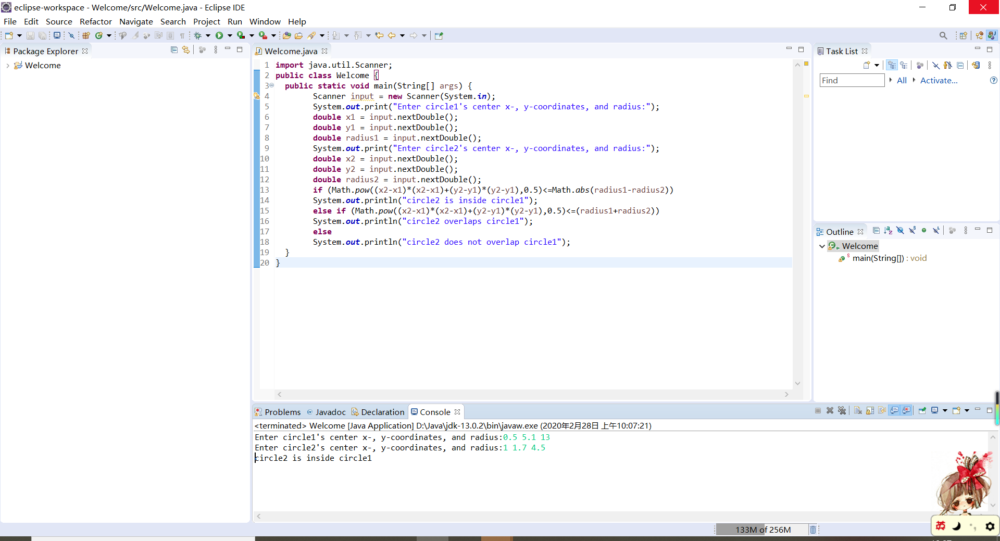 eclipse-workspace - Welcome/src/Welcome.java - Eclipse IDE
File Edit Source Refactor Navigate Search Project Run Window Help
Package Explorer
Welcome
Welcome.java
1 import java.util.Scanner;
2 public class Welcome {
3 public static void main(String[] args) {
4 Scanner input = new Scanner(System.in);
5 System.out.print("Enter circle1's center x-, y-coordinates, and radius:");
6 double x1 = input.nextDouble();
7 double y1 = input.nextDouble();
8 double radius1 = input.nextDouble();
9 System.out.print("Enter circle2's center x-, y-coordinates, and radius:");
10 double x2 = input.nextDouble();
11 double y2 = input.nextDouble();
12 double radius2 = input.nextDouble();
13 if (Math.pow((x2-x1)*(x2-x1)+(y2-y1)*(y2-y1),0.5)<=Math.abs(radius1-radius2))
14 System.out.println("circle2 is inside circle1");
15 else if (Math.pow((x2-x1)*(x2-x1)+(y2-y1)*(y2-y1),0.5)<=(radius1+radius2))
16 System.out.println("circle2 overlaps circle1");
17 else
18 System.out.println("circle2 does not overlap circle1");
19 }
20 }
Task List
Find All Activate...
Outline
Welcome
main(String[]) : void
Problems @ Javadoc Declaration Console
<terminated> Welcome [Java Application] D:\Java\jdk-13.0.2\bin\javaw.exe (2020年2月28日 上午10:07:21)
Enter circle1's center x-, y-coordinates, and radius:0.5 5.1 13
Enter circle2's center x-, y-coordinates, and radius:1 1.7 4.5
circle2 is inside circle1
133M of 256M
英